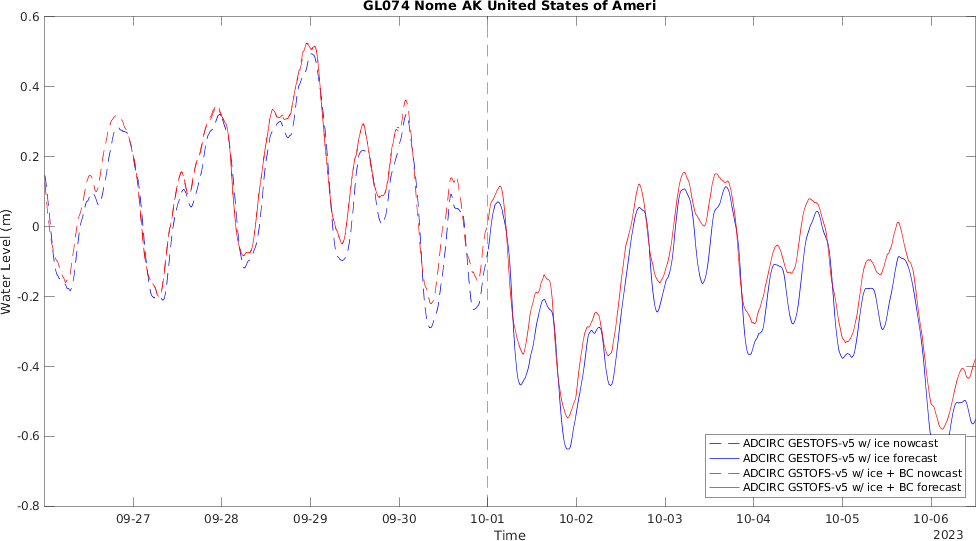 GL074 Nome AK United States of Ameri
0.6
0.4
0.2
0
-0.2
-0.4
-0.6
-0.8
Water Level (m)
ADCIRC GESTOFS-v5 w/ ice nowcast
ADCIRC GESTOFS-v5 w/ ice forecast
ADCIRC GSTOFS-v5 w/ ice + BC nowcast
ADCIRC GSTOFS-v5 w/ ice + BC forecast
09-27 09-28 09-29 09-30 10-01 10-02 10-03 10-04 10-05 10-06
Time
2023